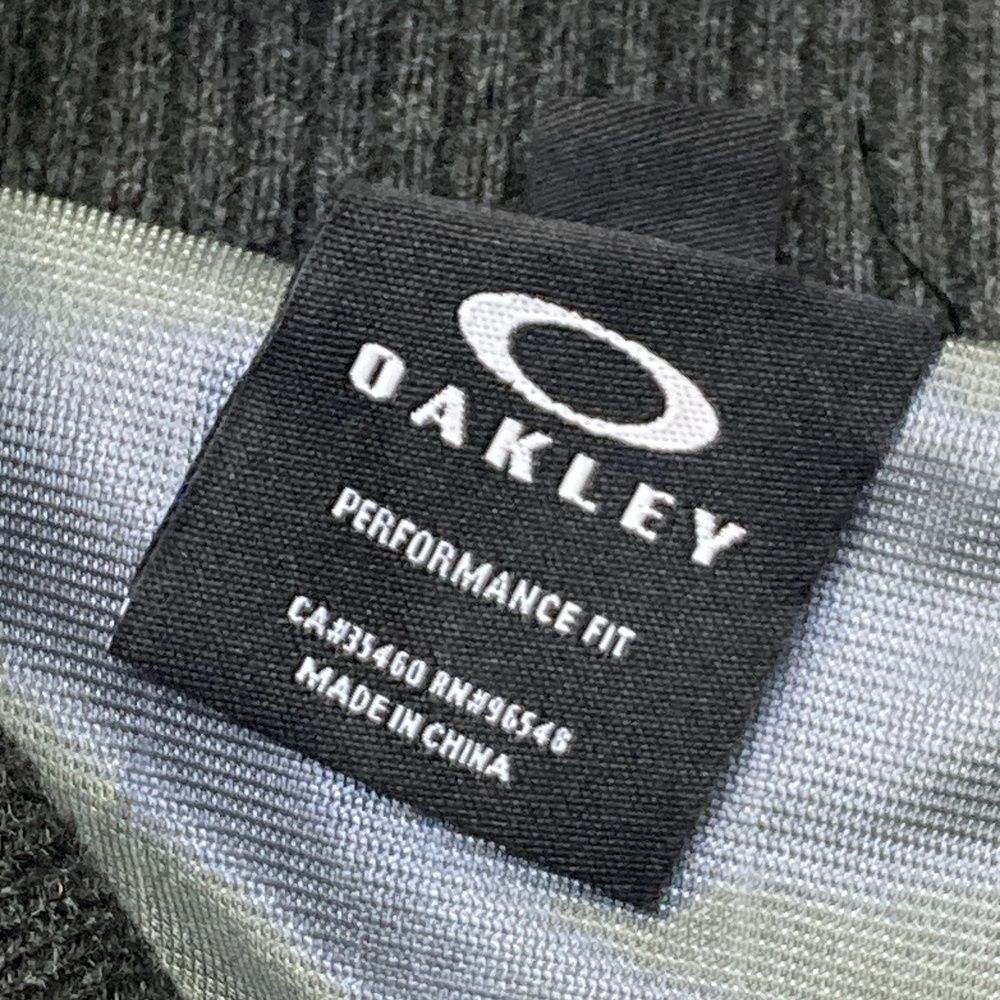 OAKLEY
PERFORMANCE FIT
CA#35460 RN#96548
MADE IN CHINA